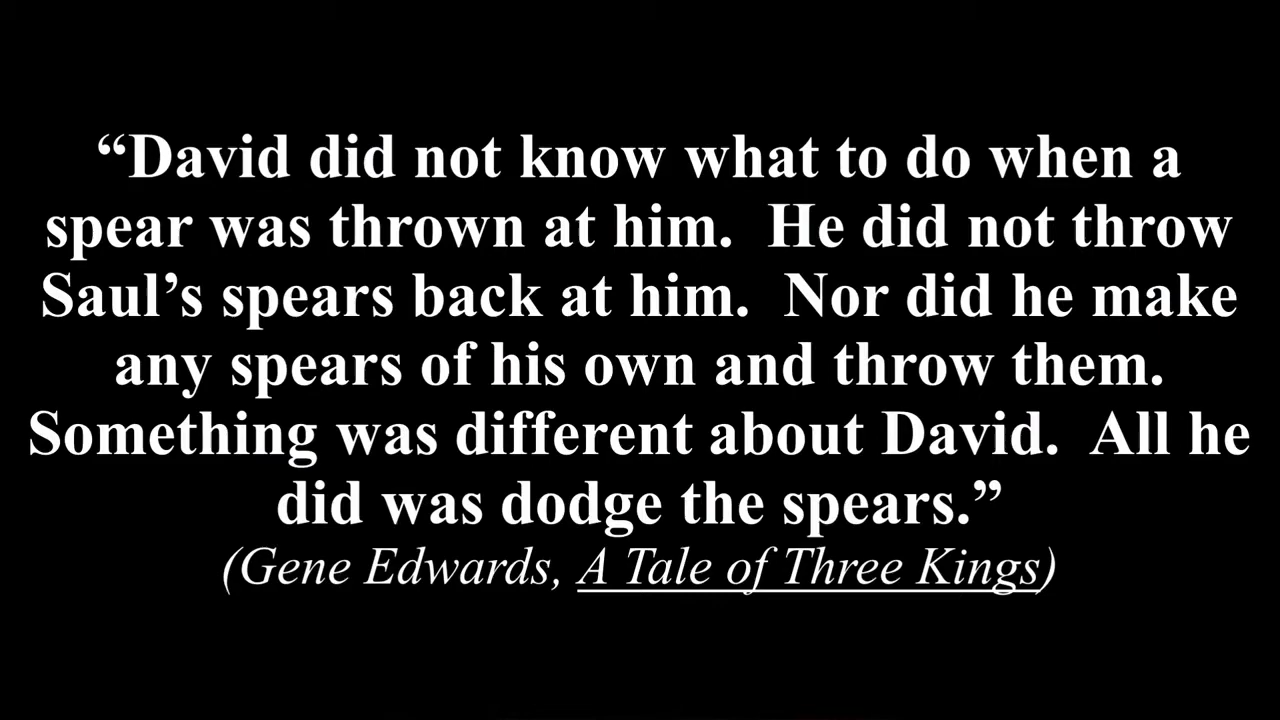 “David did not know what to do when a
spear was thrown at him.  He did not throw
Saul’s spears back at him.  Nor did he make
any spears of his own and throw them.
Something was different about David.  All he
did was dodge the spears.”
(Gene Edwards, A Tale of Three Kings)